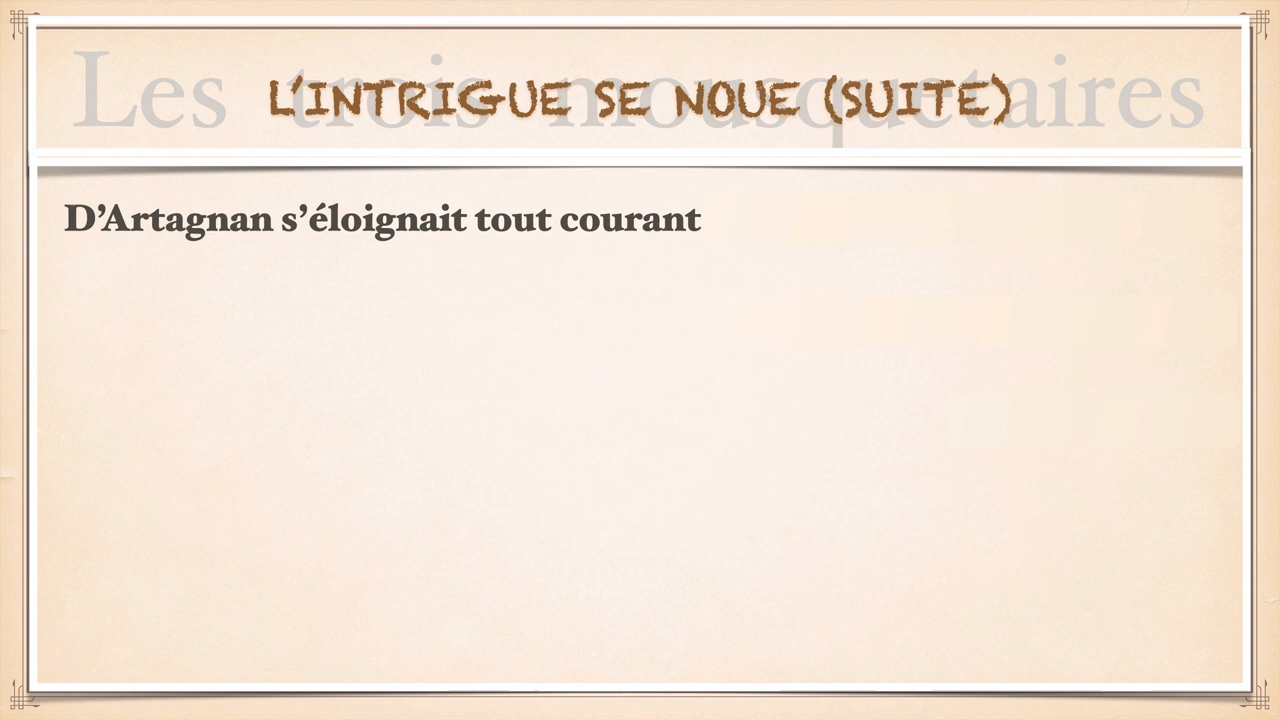 Les trois mousquetaires
L'INTRIGUE SE NOUE (SUITE)
D’Artagnan s’éloignait tout courant